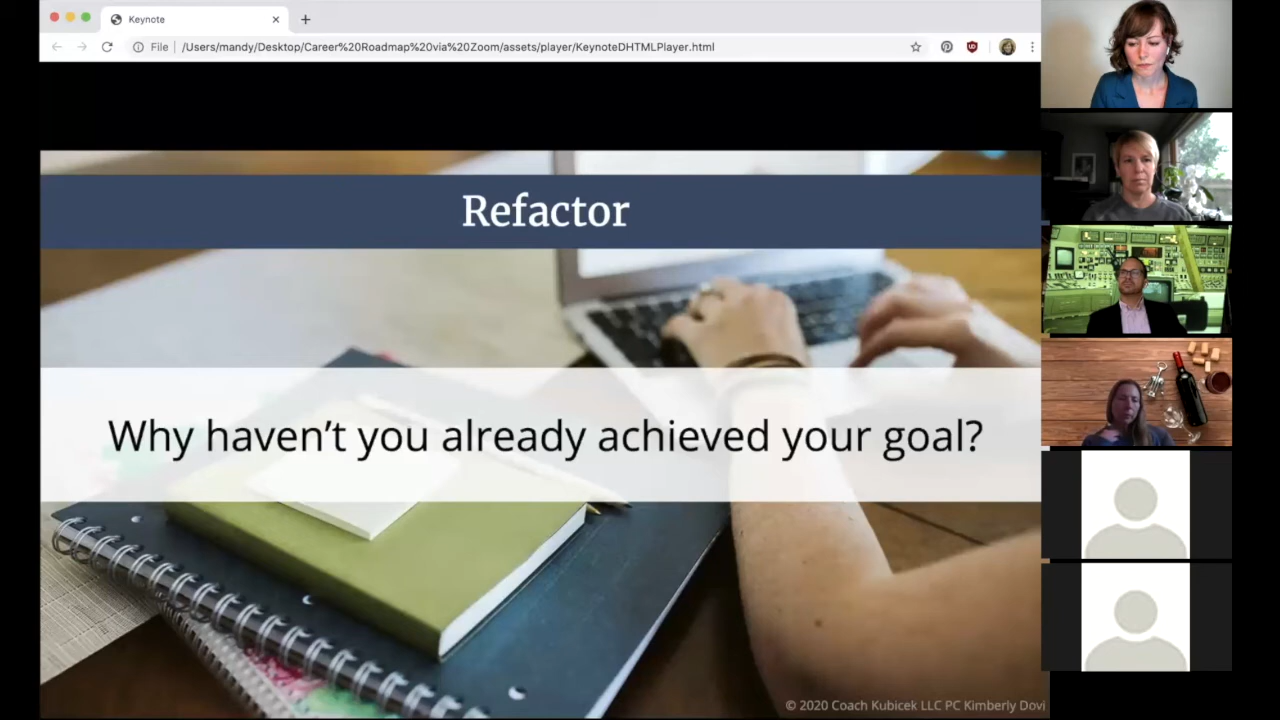 Keynote
File
/Users/mandy/Desktop/Career%20Roadmap%20via%20Zoom/assets/player/KeynoteDHTMLPlayer.html
Refactor
Why haven't you already achieved your goal?
© 2020 Coach Kubicek LLC PC Kimberly Dovi